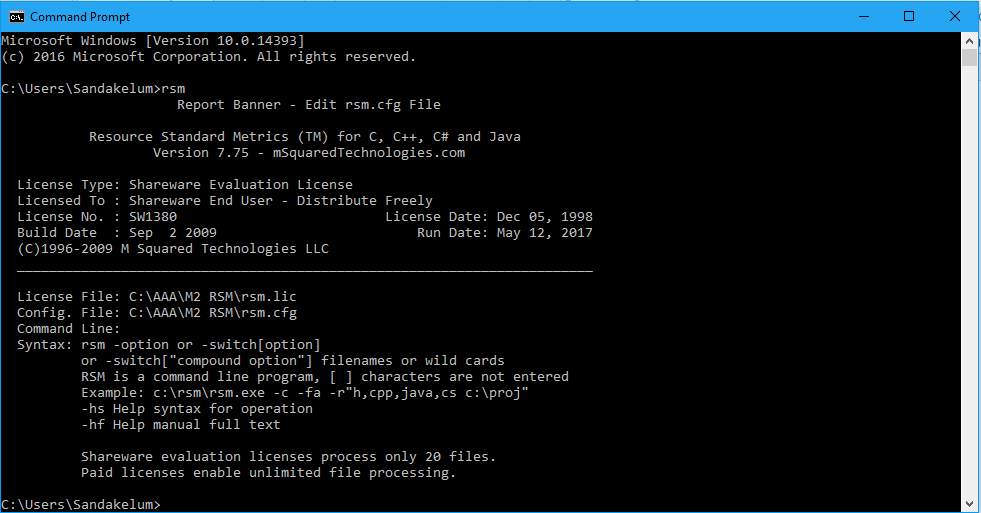 Command Prompt
Microsoft Windows [Version 10.0.14393]
(c) 2016 Microsoft Corporation. All rights reserved.
C:\Users\Sandakelum>rsm
Report Banner - Edit rsm.cfg File
Resource Standard Metrics (TM) for C, C++, C# and Java
Version 7.75 - mSquaredTechnologies.com
License Type: Shareware Evaluation License
Licensed To : Shareware End User - Distribute Freely
License No. : SW1380 License Date: Dec 05, 1998
Build Date  : Sep  2 2009 Run Date: May 12, 2017
(C)1996-2009 M Squared Technologies LLC
License File: C:\AAA\M2 RSM\rsm.lic
Config. File: C:\AAA\M2 RSM\rsm.cfg
Command Line:
Syntax: rsm -option or -switch[option]
or -switch["compound option"] filenames or wild cards
RSM is a command line program, [ ] characters are not entered
Example: c:\rsm\rsm.exe -c -fa -r"h,cpp,java,cs c:\proj"
-hs Help syntax for operation
-hf Help manual full text
Shareware evaluation licenses process only 20 files.
Paid licenses enable unlimited file processing.
C:\Users\Sandakelum>